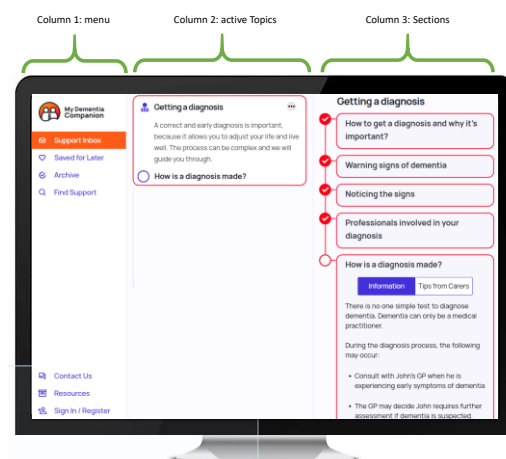 Column 1: menu
Column 2: active Topics
Column 3: Sections
My Dementia
Companion
Support Inbox
Saved for Later
Archive
Find Support
Contact Us
Resources
Sign In / Register
Getting a diagnosis
A correct and early diagnosis is important,
because it allows you to adjust your life and live
well. The process can be complex and we will
guide you through.
How is a diagnosis made?
Getting a diagnosis
How to get a diagnosis and why it's
important?
Warning signs of dementia
Noticing the signs
Professionals involved in your
diagnosis
How is a diagnosis made?
Information
Tips from Carers
There is no one simple test to diagnose
dementia. Dementia can only be a medical
practitioner.
During the diagnosis process, the following
may occur:
• Consult with John's GP when he is
experiencing early symptoms of dementia
• The GP may decide John requires further
assessment if dementia is suspected.